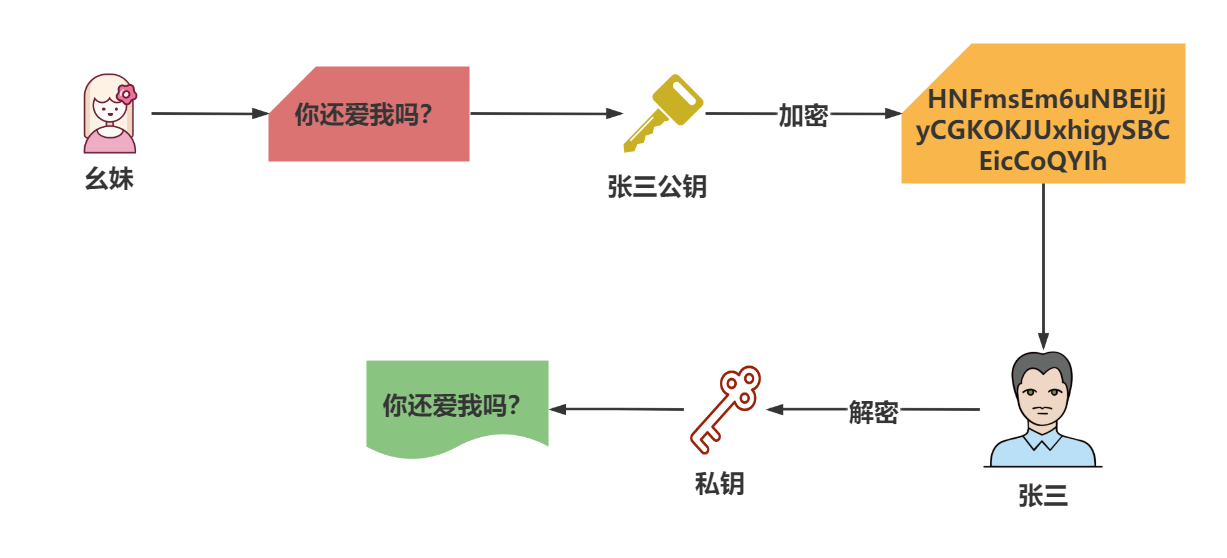 幺妹
你还爱我吗？
张三公钥
加密
HNFmsEm6uNBEIjj
yCGKOKJUxhigySBC
EicCoQYIh
你还爱我吗？
私钥
解密
张三